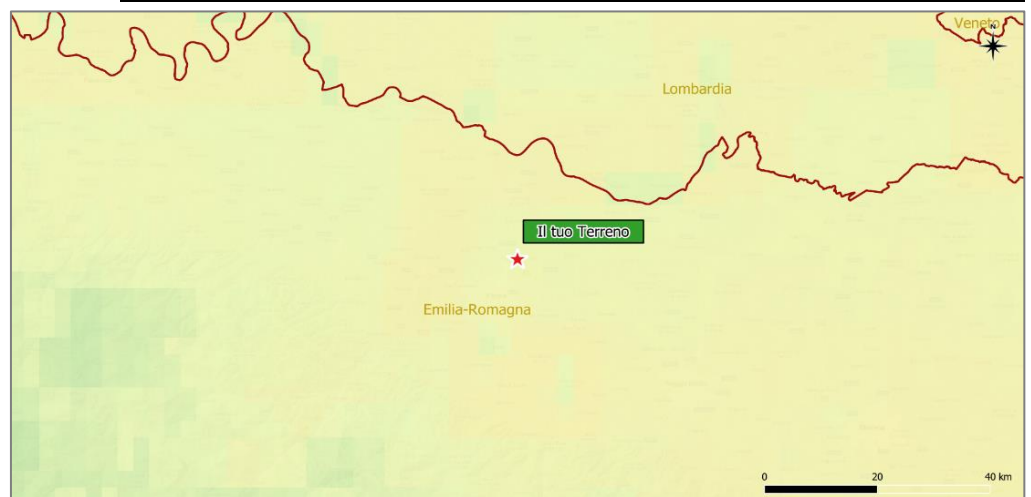 Veneto
N
Lombardia
Il tuo Terreno
Emilia-Romagna
0 20 40 km